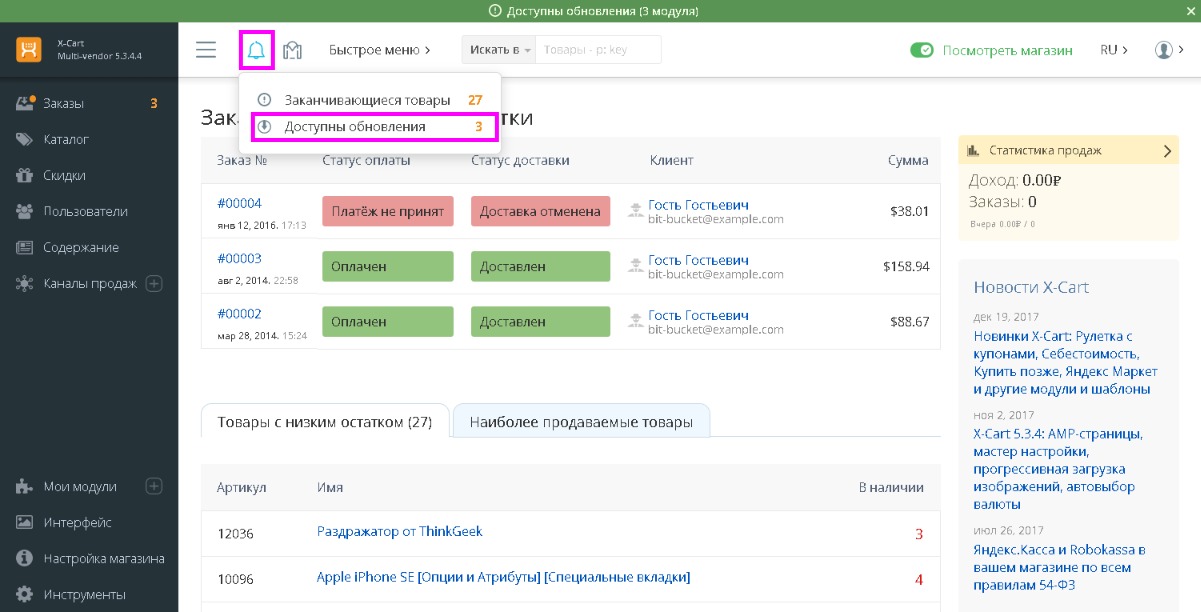 Доступны обновления (3 модуля)
X-Cart
Multi-vendor 5.3.4.4
Быстрое меню
Искать в
Товары - p: key
Посмотреть магазин
RU
Заказы 3
Каталог
Скидки
Пользователи
Содержание
Каналы продаж
Мои модули
Интерфейс
Настройка магазина
Инструменты
Заканчивающиеся товары 27
Доступны обновления 3
Заказ № Статус оплаты Статус доставки Клиент Сумма
#00004 Платёж не принят Доставка отменена Гость Гостьевич $38.01
янв 12, 2016. 17:13 bit-bucket@example.com
#00003 Оплачен Доставлен Гость Гостьевич $158.94
авг 2, 2014. 22:58 bit-bucket@example.com
#00002 Оплачен Доставлен Гость Гостьевич $88.67
мар 28, 2014. 15:24 bit-bucket@example.com
Товары с низким остатком (27)
Наиболее продаваемые товары
Артикул Имя В наличии
12036 Раздражатор от ThinkGeek 3
10096 Apple iPhone SE [Опции и Атрибуты] [Специальные вкладки] 4
Статистика продаж
Доход: 0.00₽
Заказы: 0
Вчера 0.00₽ / 0
Новости X-Cart
дек 19, 2017
Новинки X-Cart: Рулетка с
купонами, Себестоимость,
Купить позже, Яндекс Маркет
и другие модули и шаблоны
ноя 2, 2017
X-Cart 5.3.4: AMP-страницы,
мастер настройки,
прогрессивная загрузка
изображений, автовыбор
валюты
июл 26, 2017
Яндекс.Касса и Robokassa в
вашем магазине по всем
правилам 54-ФЗ